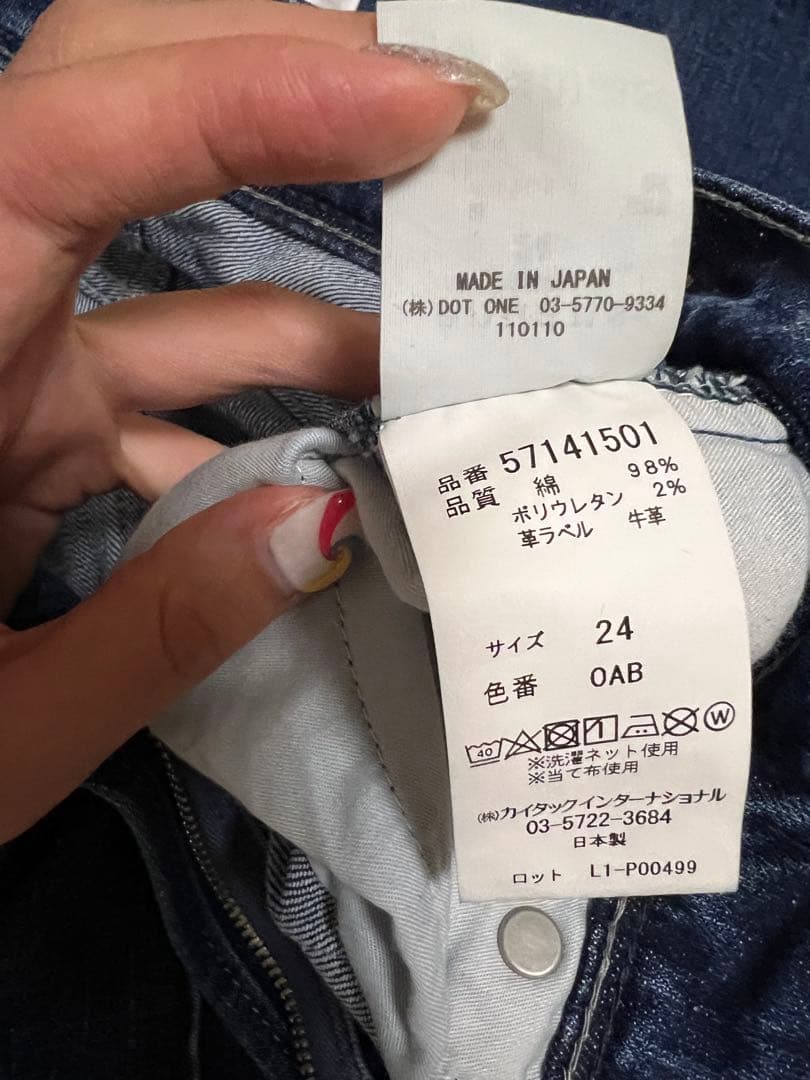 MADE IN JAPAN
(株)DOT ONE 03-5770-9334
110110
品番 57141501
品質 綿 98%
ポリウレタン 2%
革ラベル 牛革
サイズ 24
色番 OAB
40 W
※洗濯ネット使用
※当て布使用
(株)カイタックインターナショナル
03-5722-3684
日本製
ロット L1-P00499